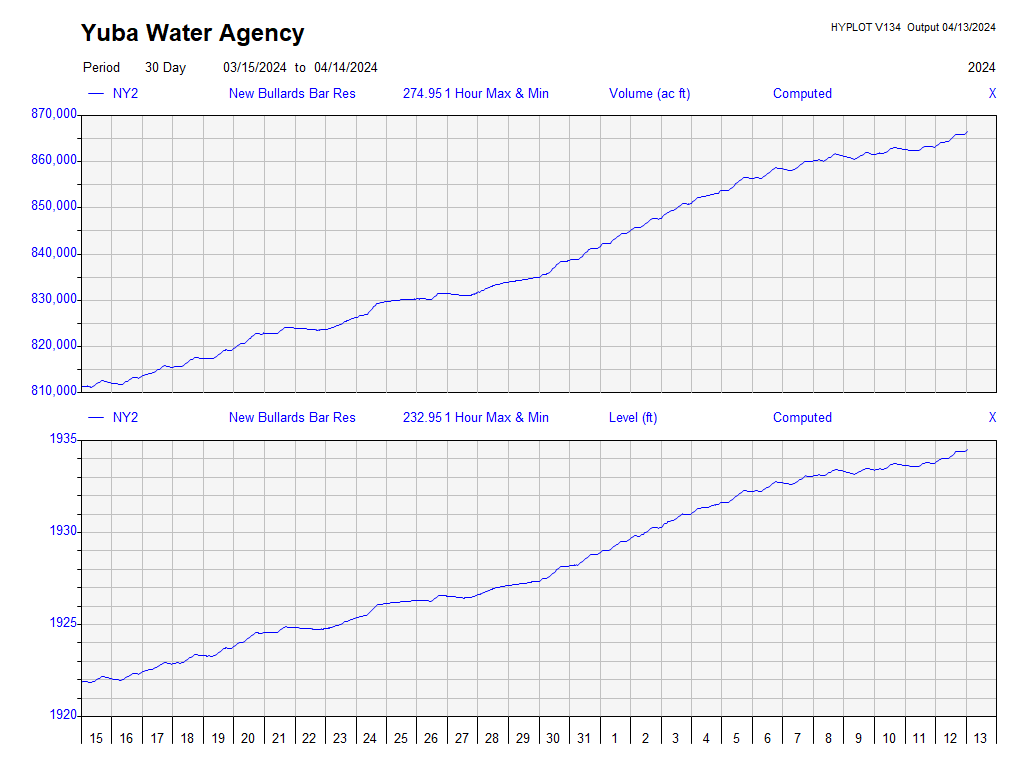 Yuba Water Agency
HYPLOT V134 Output 04/13/2024
Period 30 Day 03/15/2024 to 04/14/2024 2024
NY2 New Bullards Bar Res 274.95 1 Hour Max & Min Volume (ac ft) Computed X
870,000
860,000
850,000
840,000
830,000
820,000
810,000
NY2 New Bullards Bar Res 232.95 1 Hour Max & Min Level (ft) Computed X
1935
1930
1925
1920
15 16 17 18 19 20 21 22 23 24 25 26 27 28 29 30 31 1 2 3 4 5 6 7 8 9 10 11 12 13